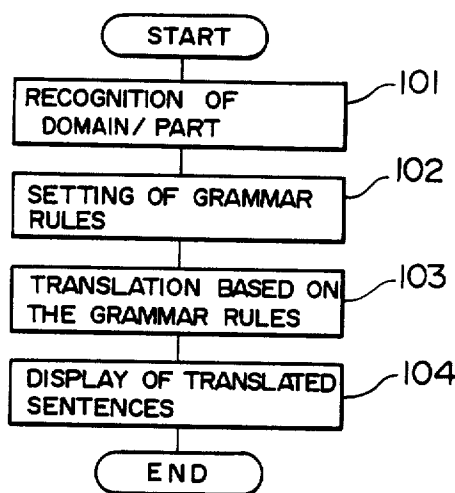 START
RECOGNITION OF
DOMAIN/ PART
101
SETTING OF GRAMMAR
RULES
102
TRANSLATION BASED ON
THE GRAMMAR RULES
103
DISPLAY OF TRANSLATED
SENTENCES
104
END